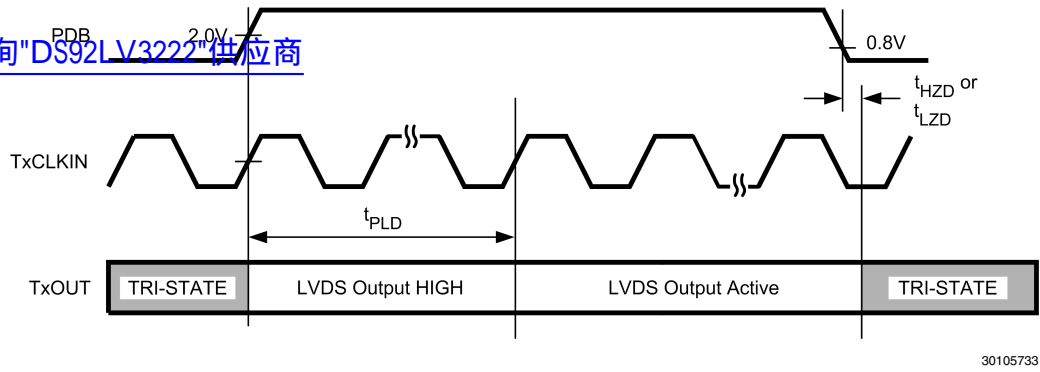 PDB
2.0V
询"DS92LV3222"供应商
0.8V
tHZD or
tLZD
TxCLKIN
tPLD
TxOUT
TRI-STATE
LVDS Output HIGH
LVDS Output Active
TRI-STATE
30105733